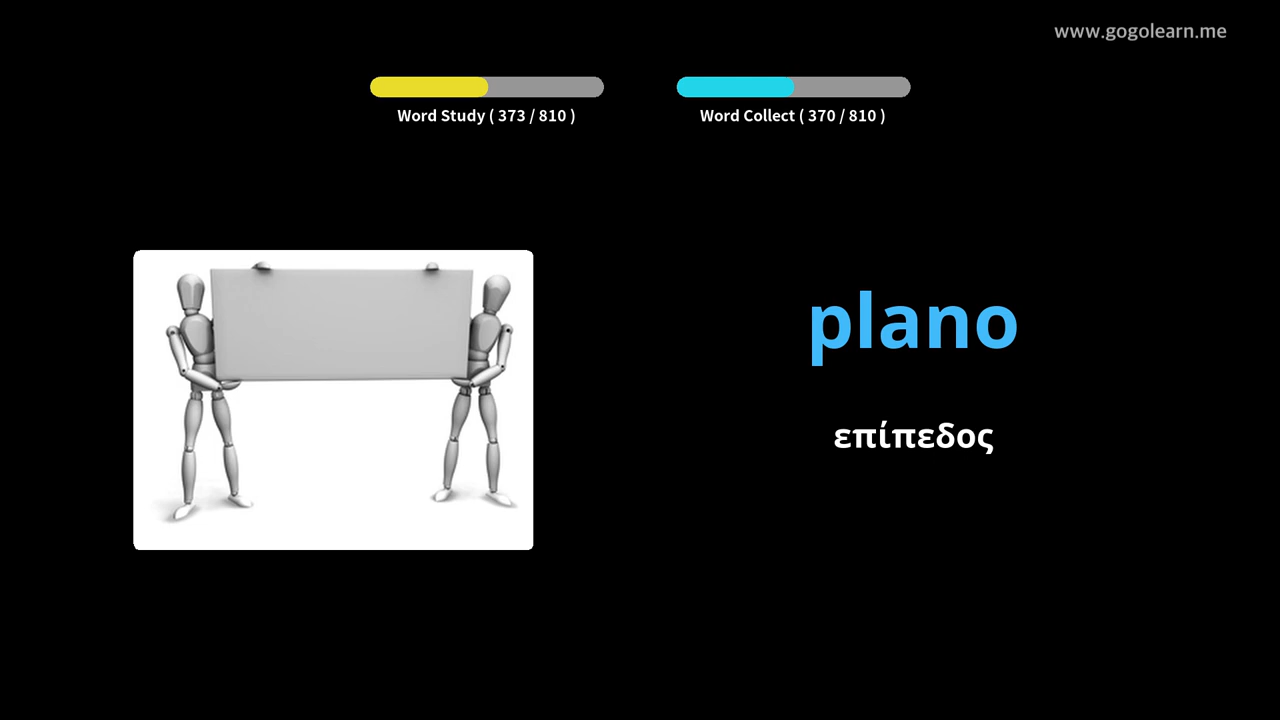 www.gogolearn.me
Word Study ( 373 / 810 )
Word Collect ( 370 / 810 )
plano
επίπεδος